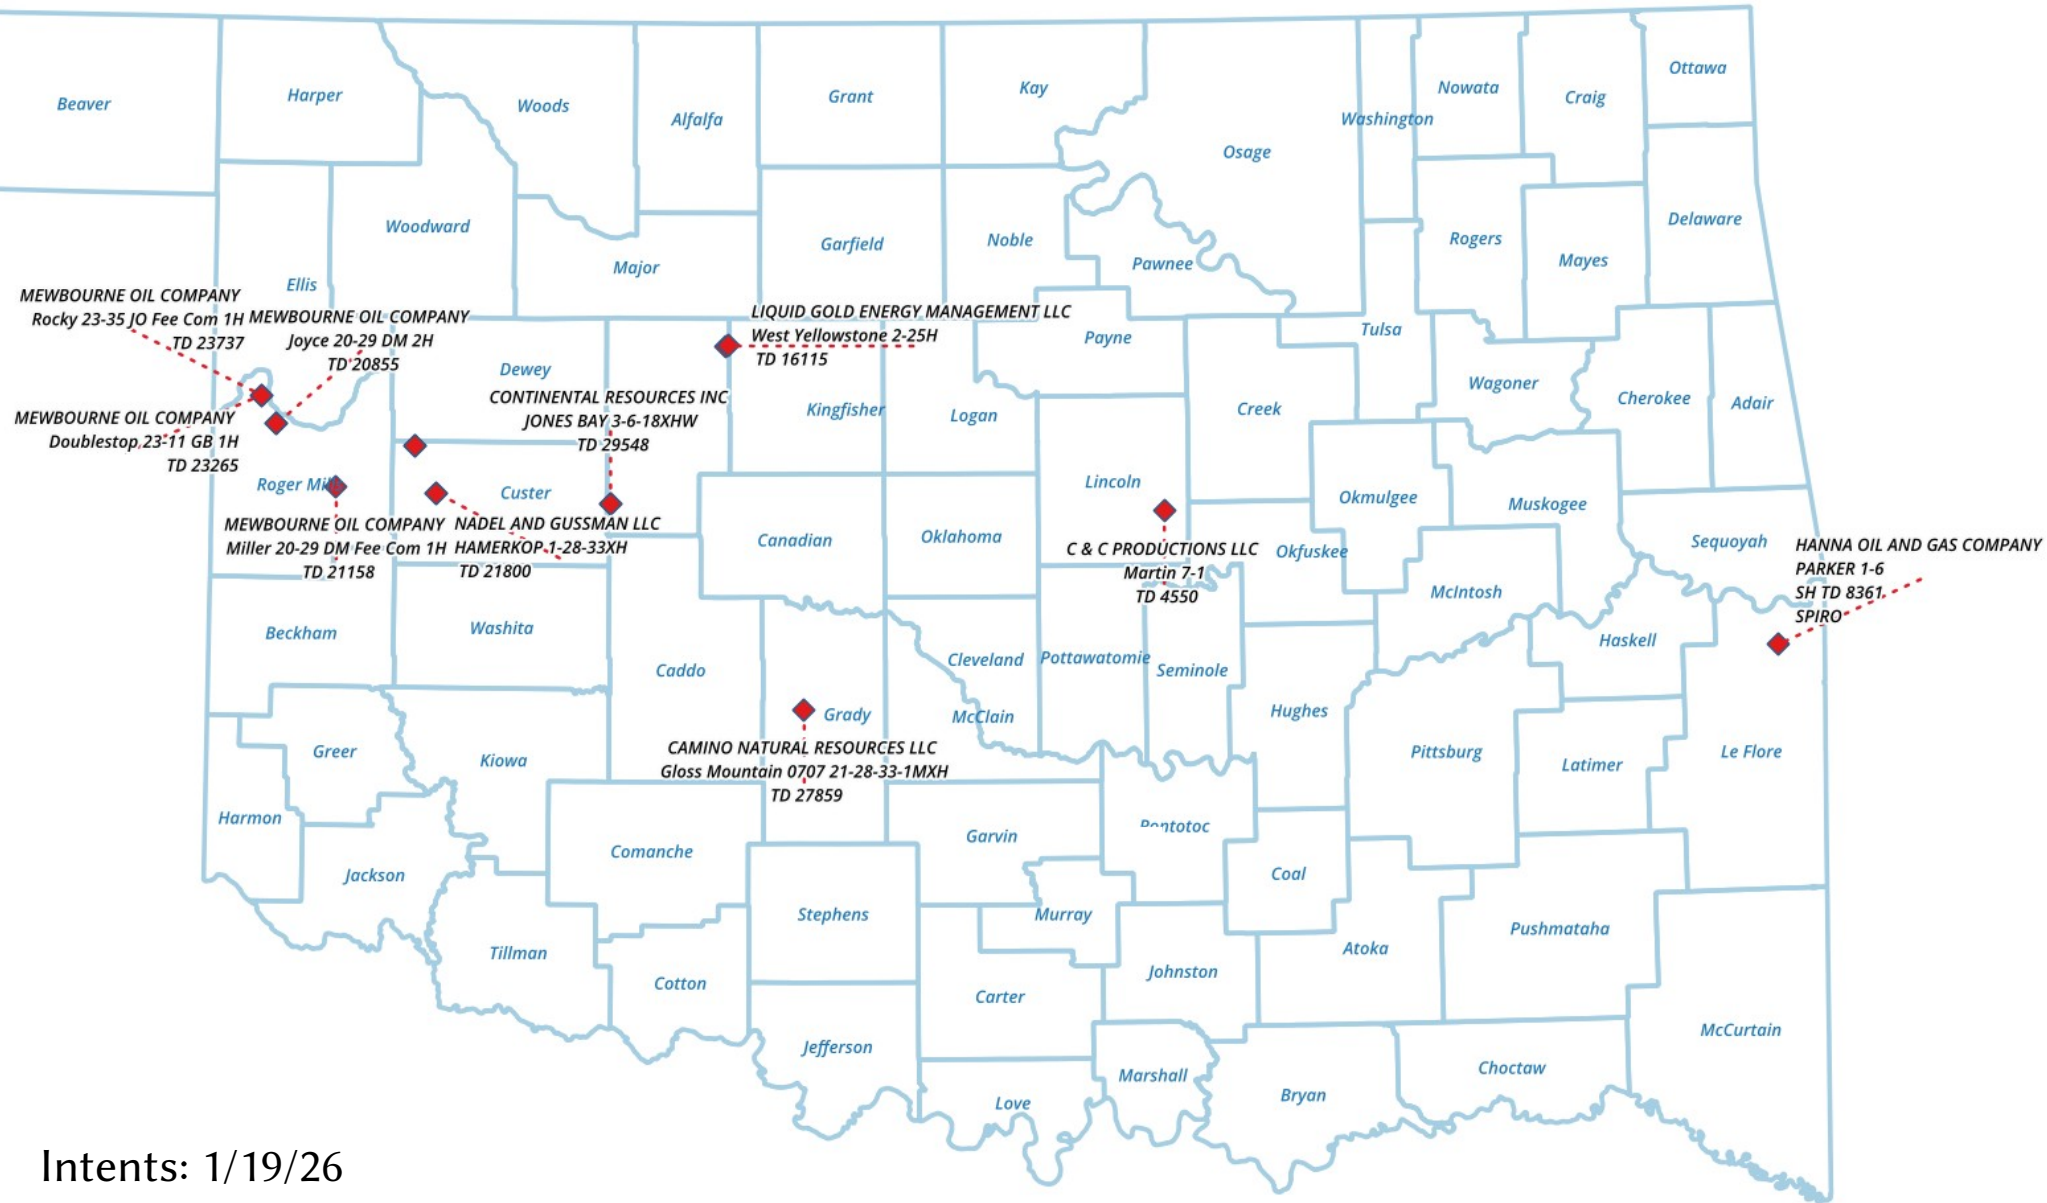 Beaver
Harper
Woods
Alfalfa
Grant
Kay
Osage
Washington
Nowata
Craig
Ottawa
Ellis
Woodward
Major
Garfield
Noble
Pawnee
Rogers
Mayes
Delaware
MEWBOURNE OIL COMPANY
Rocky 23-35 JO Fee Com 1H
TD 23737
MEWBOURNE OIL COMPANY
Joyce 20-29 DM 2H
TD 20855
LIQUID GOLD ENERGY MANAGEMENT LLC
West Yellowstone 2-25H
TD 16115
Dewey
Kingfisher
Logan
Payne
Creek
Tulsa
Wagoner
Cherokee
Adair
CONTINENTAL RESOURCES INC
JONES BAY 3-6-18XHW
TD 29548
MEWBOURNE OIL COMPANY
Doublestop 23-11 GB 1H
TD 23265
Roger Mills
Custer
Lincoln
Okmulgee
Muskogee
Sequoyah
MEWBOURNE OIL COMPANY
Miller 20-29 DM Fee Com 1H
TD 21158
NADEL AND GUSSMAN LLC
HAMERKOP 1-28-33XH
TD 21800
Canadian
Oklahoma
C & C PRODUCTIONS LLC
Martin 7-1
TD 4550
Okfuskee
McIntosh
HANNA OIL AND GAS COMPANY
PARKER 1-6
SH TD 8361
SPIRO
Beckham
Washita
Caddo
Grady
Cleveland
McClain
Pottawatomie
Seminole
Hughes
Haskell
Pittsburg
Latimer
Le Flore
CAMINO NATURAL RESOURCES LLC
Gloss Mountain 0707 21-28-33-1MXH
TD 27859
Greer
Kiowa
Harmon
Jackson
Comanche
Garvin
Pontotoc
Coal
Stephens
Murray
Tillman
Cotton
Carter
Johnston
Atoka
Pushmataha
Jefferson
Love
Marshall
Bryan
Choctaw
McCurtain
Intents: 1/19/26